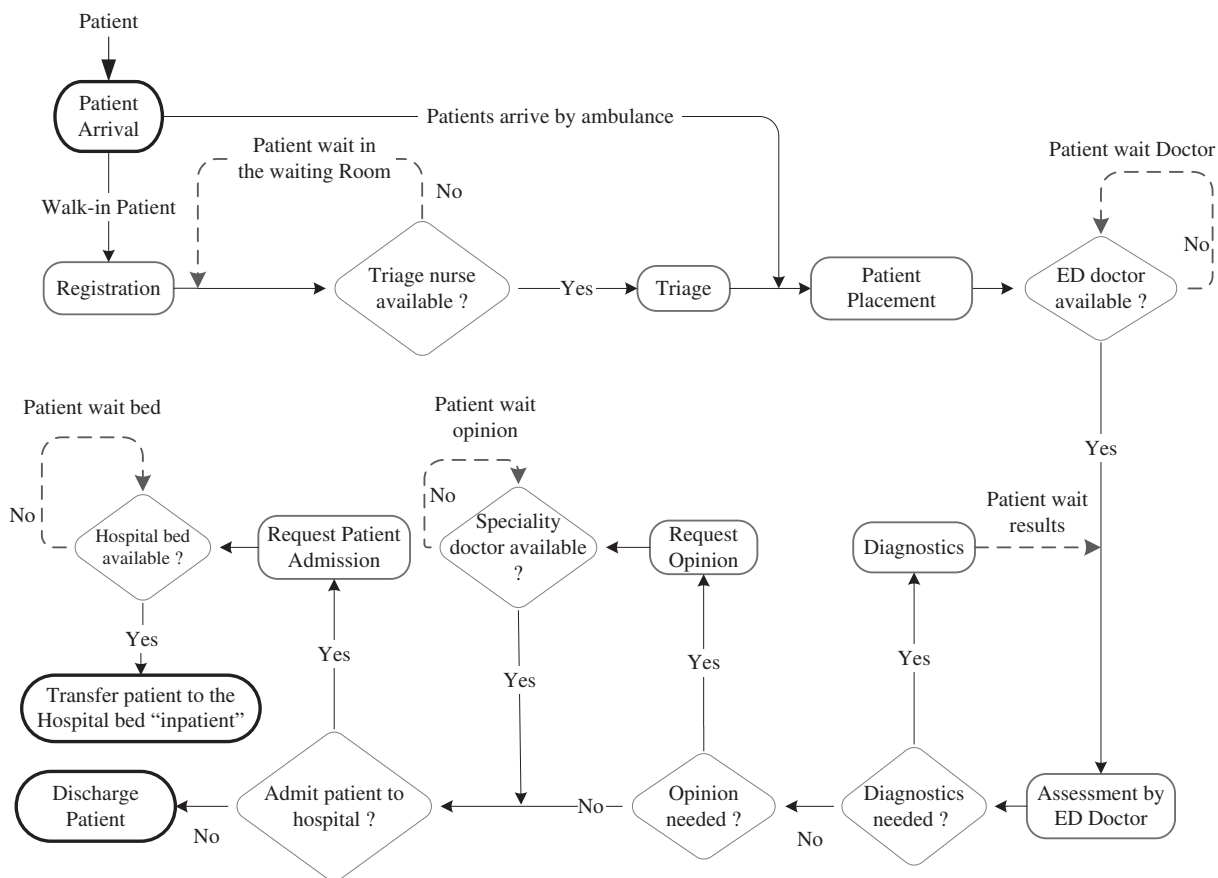 Patient
Patient
Arrival
Patients arrive by ambulance
Patient wait in
the waiting Room
No
Patient wait Doctor
No
Walk-in Patient
Registration
Triage nurse
available ?
Yes
Triage
Patient
Placement
ED doctor
available ?
Yes
Patient wait bed
No
Hospital bed
available ?
Request Patient
Admission
Patient wait
opinion
No
Speciality
doctor available
?
Request
Opinion
Diagnostics
Patient wait
results
Yes
Transfer patient to the
Hospital bed “inpatient”
Yes
Yes
Yes
Yes
Discharge
Patient
No
Admit patient to
hospital ?
No
Opinion
needed ?
No
Diagnostics
needed ?
Assessment by
ED Doctor